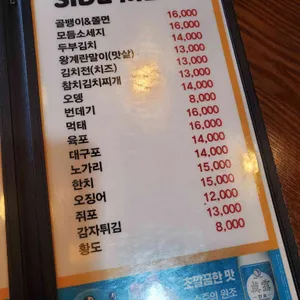 SIDE
골뱅이&쫄면 16,000
모듬소세지 16,000
두부김치 14,000
왕계란말이(맛살) 13,000
김치전(치즈) 13,000
참치김치찌개 13,000
오뎅 14,000
번데기 8,000
먹태 16,000
육포 16,000
대구포 14,000
노가리 14,000
한치 15,000
오징어 15,000
쥐포 12,000
감자튀김 13,000
황도 8,000
초깔끔한 맛